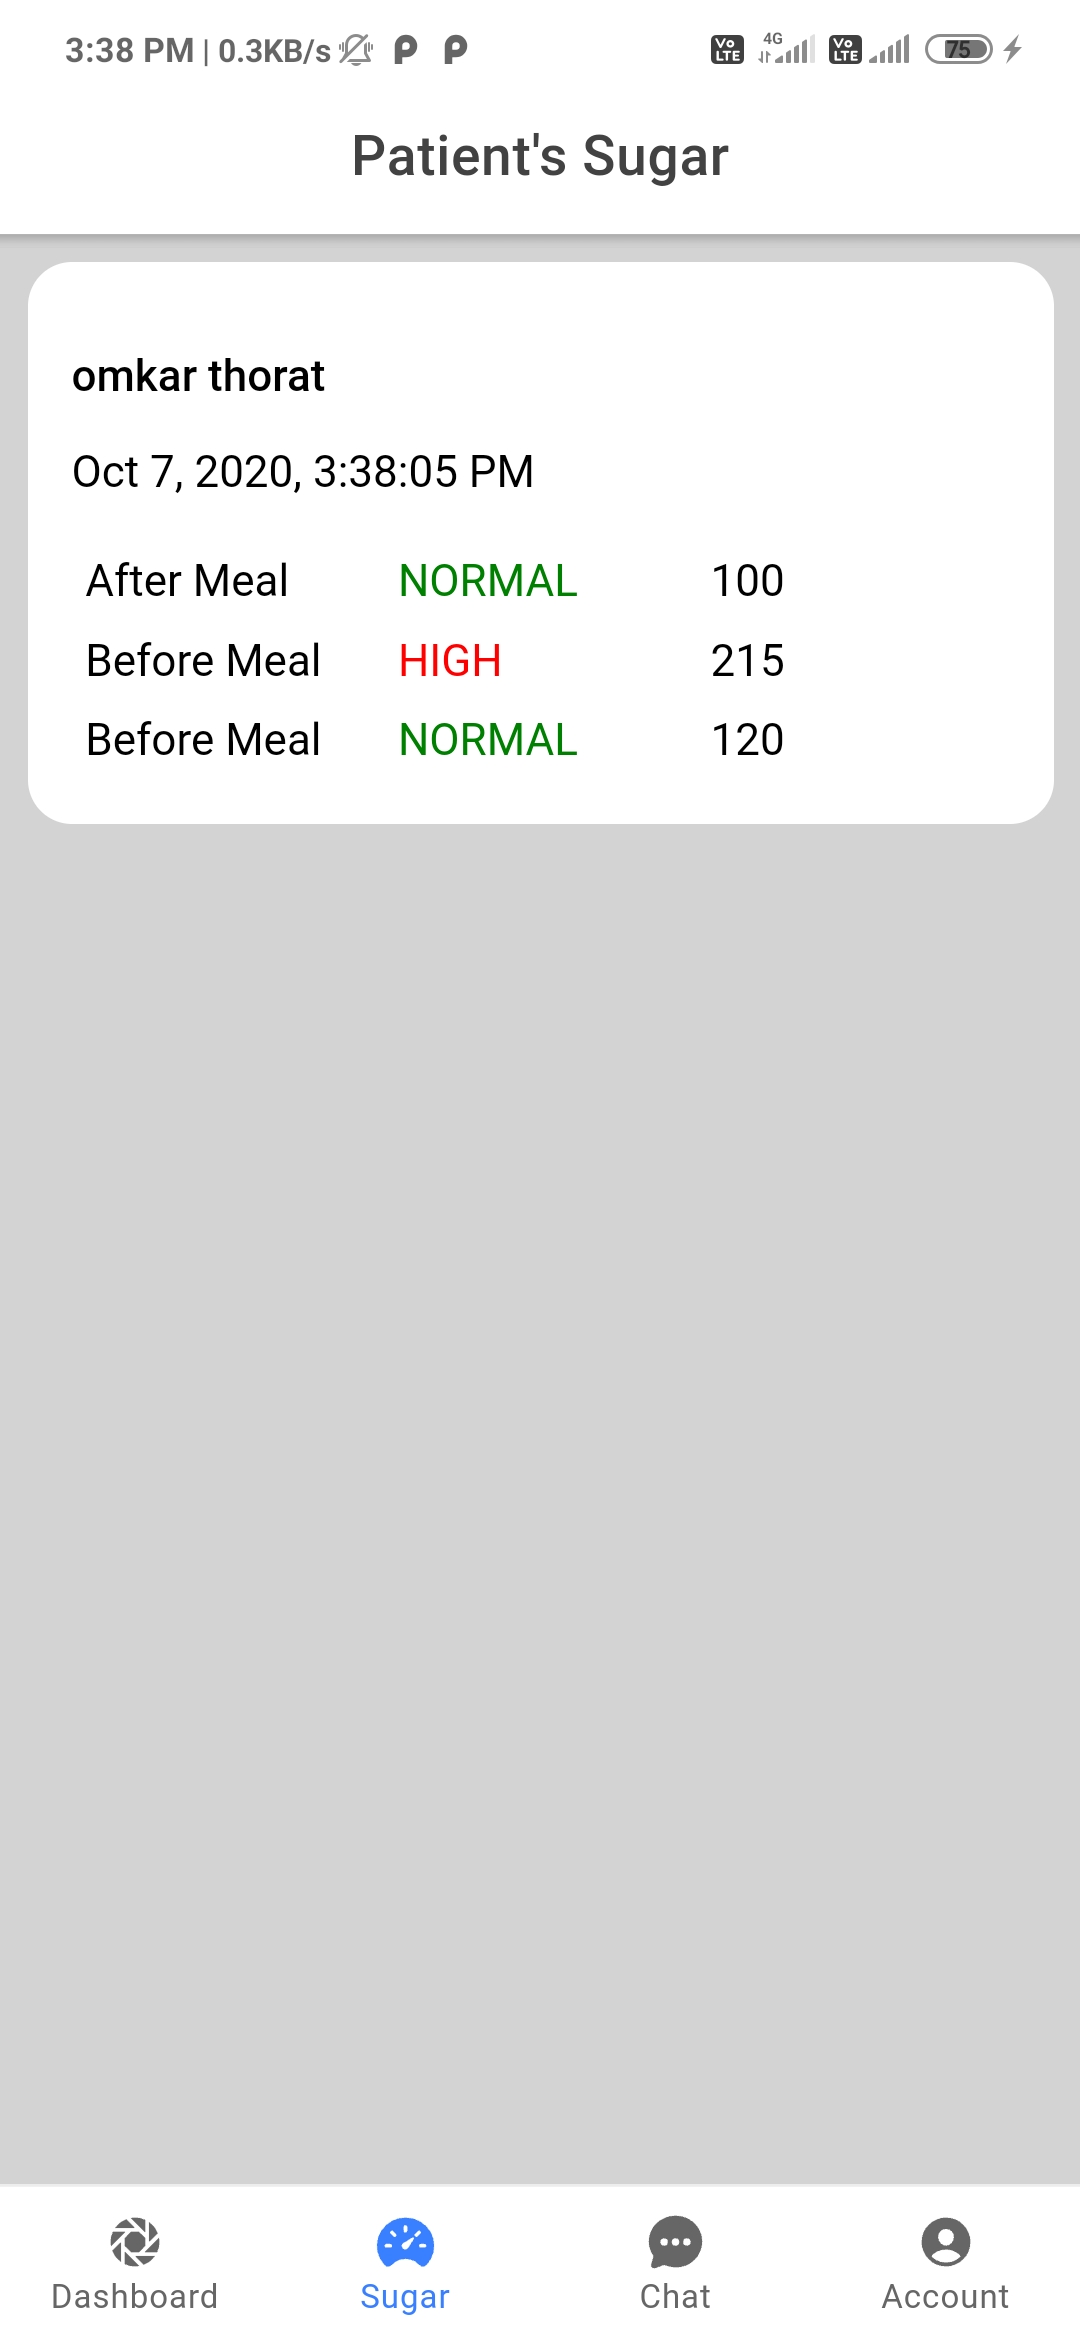 3:38 PM | 0.3KB/s
Vo LTE 4G Vo LTE 75
Patient's Sugar
omkar thorat
Oct 7, 2020, 3:38:05 PM
After Meal NORMAL 100
Before Meal HIGH 215
Before Meal NORMAL 120
Dashboard Sugar Chat Account